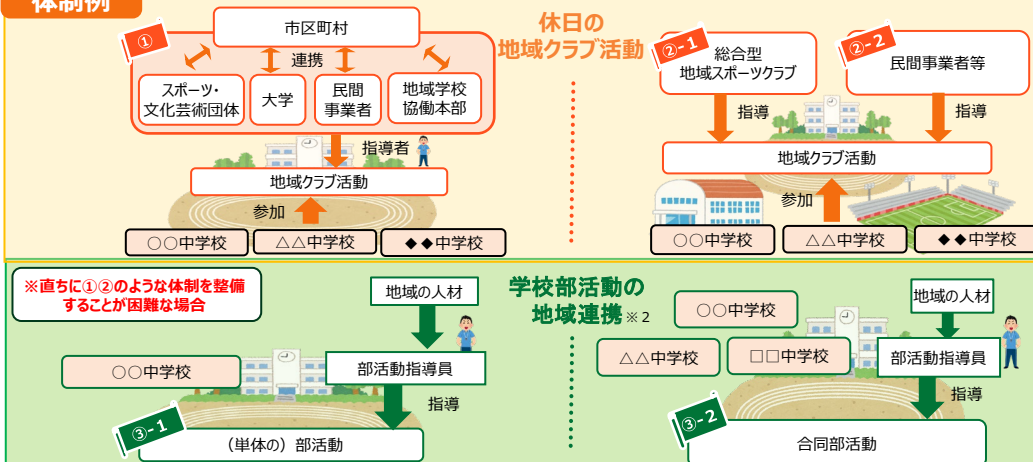 体制例
休日の
地域クラブ活動
①
市区町村
連携
スポーツ・
文化芸術団体
大学
民間
事業者
地域学校
協働本部
指導者
地域クラブ活動
参加
○○中学校
△△中学校
◆◆中学校
②-1
総合型
地域スポーツクラブ
②-2
民間事業者等
指導
指導
地域クラブ活動
参加
○○中学校
△△中学校
◆◆中学校
※直ちに①②のような体制を整備
することが困難な場合
学校部活動の
地域連携※2
地域の人材
○○中学校
部活動指導員
指導
③-1
（単体の）部活動
地域の人材
○○中学校
△△中学校
□□中学校
部活動指導員
指導
③-2
合同部活動